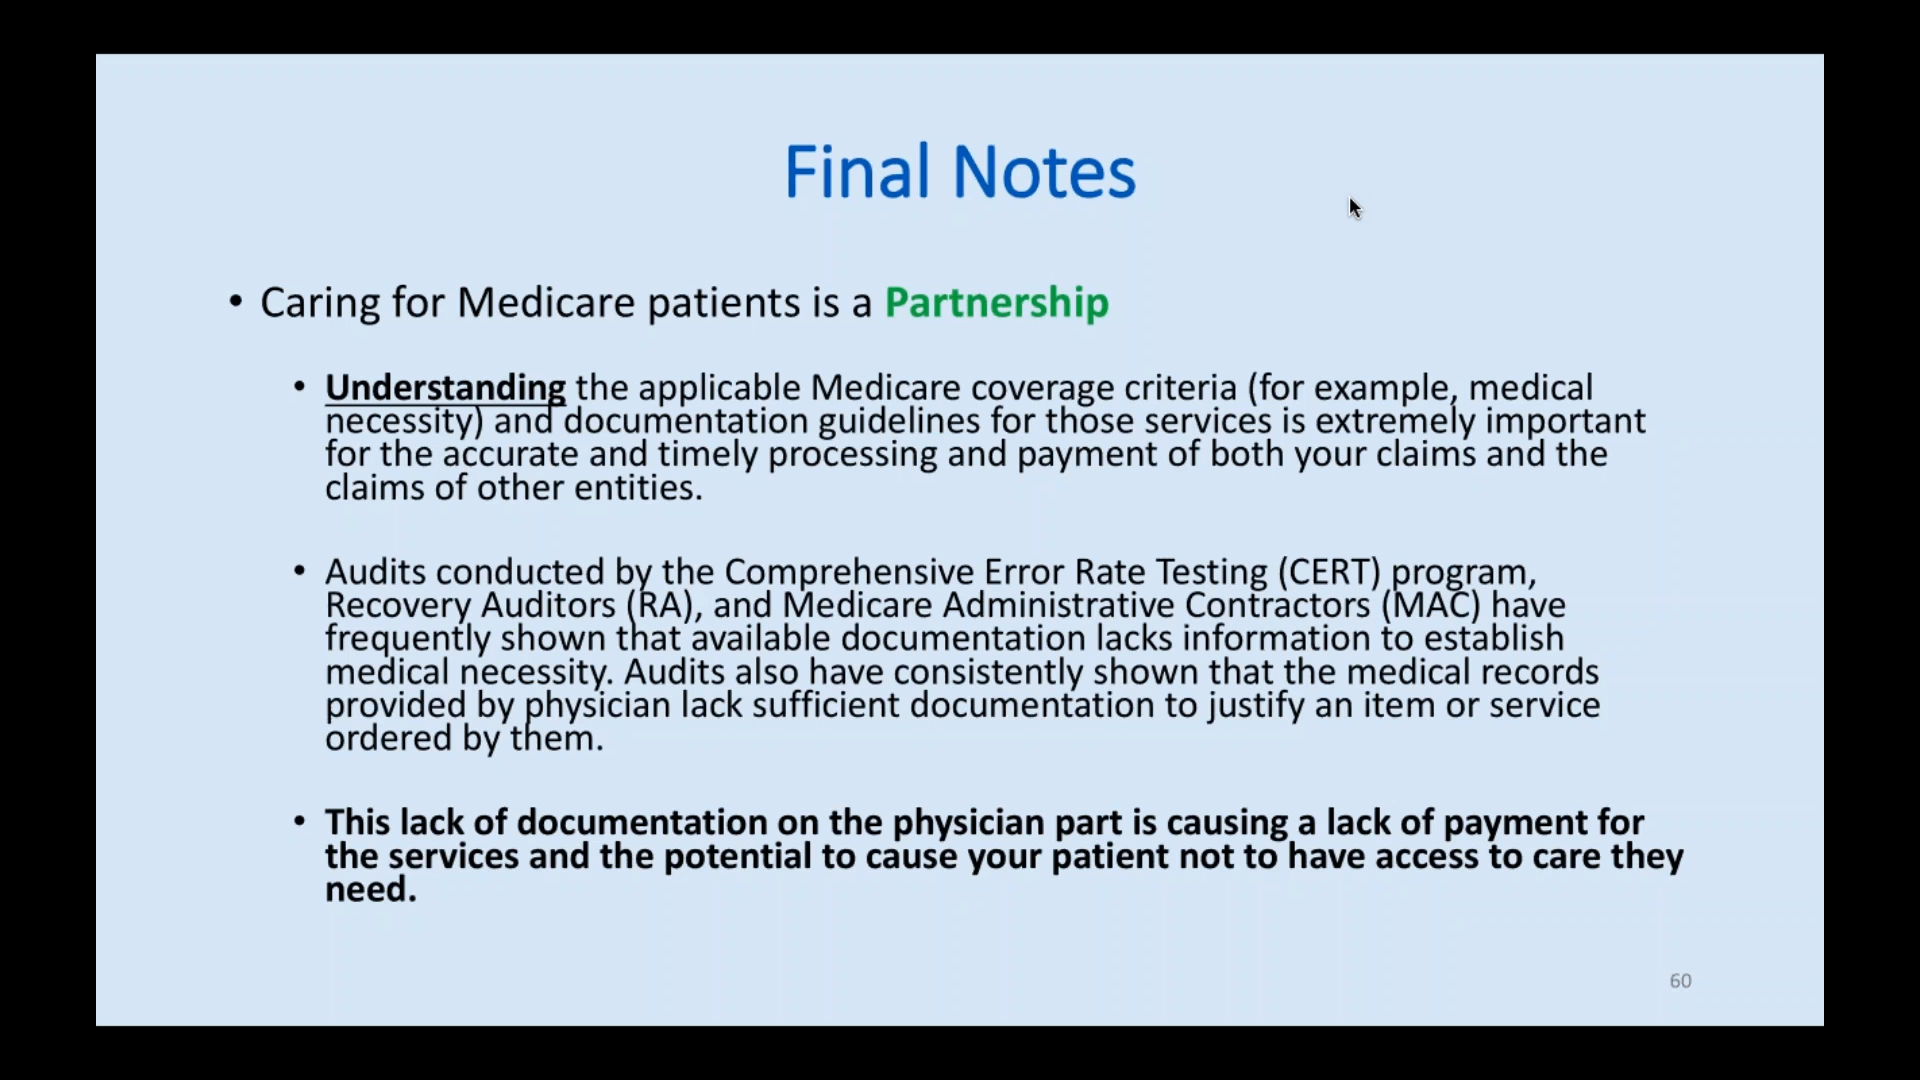 Final Notes
• Caring for Medicare patients is a Partnership
• Understanding the applicable Medicare coverage criteria (for example, medical
necessity) and documentation guidelines for those services is extremely important
for the accurate and timely processing and payment of both your claims and the
claims of other entities.
• Audits conducted by the Comprehensive Error Rate Testing (CERT) program,
Recovery Auditors (RA), and Medicare Administrative Contractors (MAC) have
frequently shown that available documentation lacks information to establish
medical necessity. Audits also have consistently shown that the medical records
provided by physician lack sufficient documentation to justify an item or service
ordered by them.
• This lack of documentation on the physician part is causing a lack of payment for
the services and the potential to cause your patient not to have access to care they
need.
60